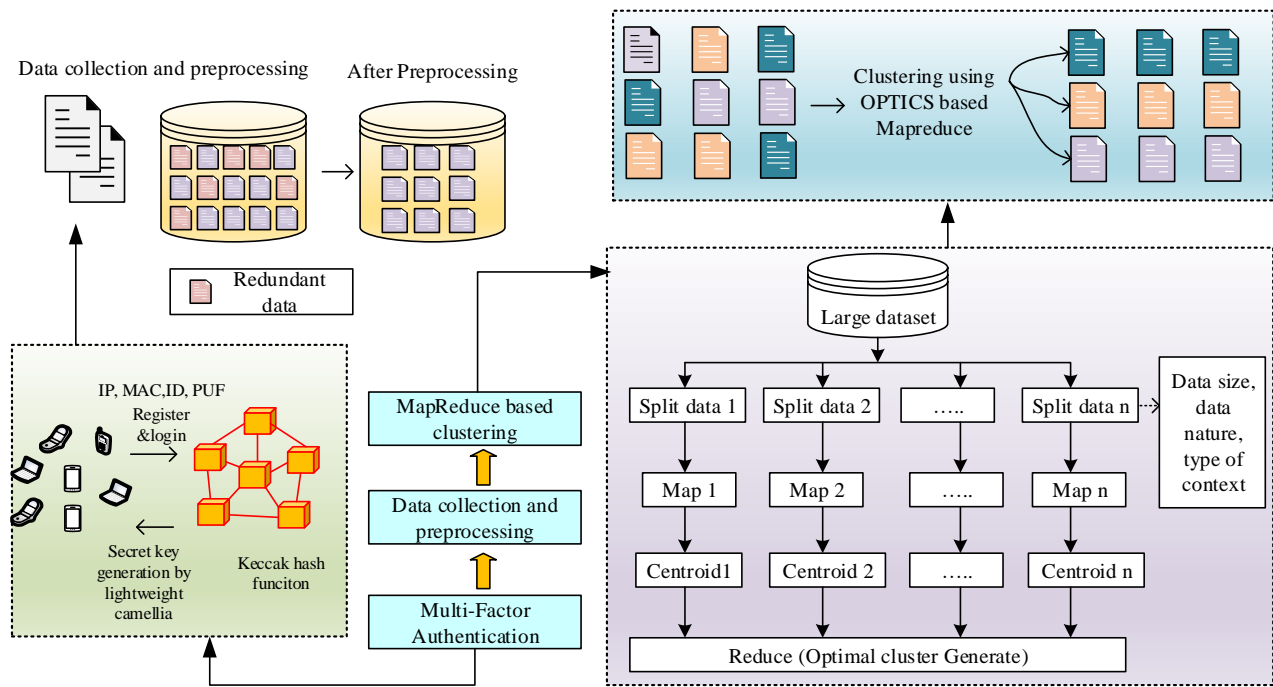 Data collection and preprocessing
After Preprocessing
Redundant
data
Clustering using
OPTICS based
Mapreduce
IP, MAC,ID, PUF
Register
&login
Secret key
generation by
lightweight
camellia
Keccak hash
funciton
MapReduce based
clustering
Data collection and
preprocessing
Multi-Factor
Authentication
Large dataset
Split data 1
Split data 2
.....
Split data n
Data size,
data
nature,
type of
context
Map 1
Map 2
.....
Map n
Centroid1
Centroid 2
.....
Centroid n
Reduce (Optimal cluster Generate)